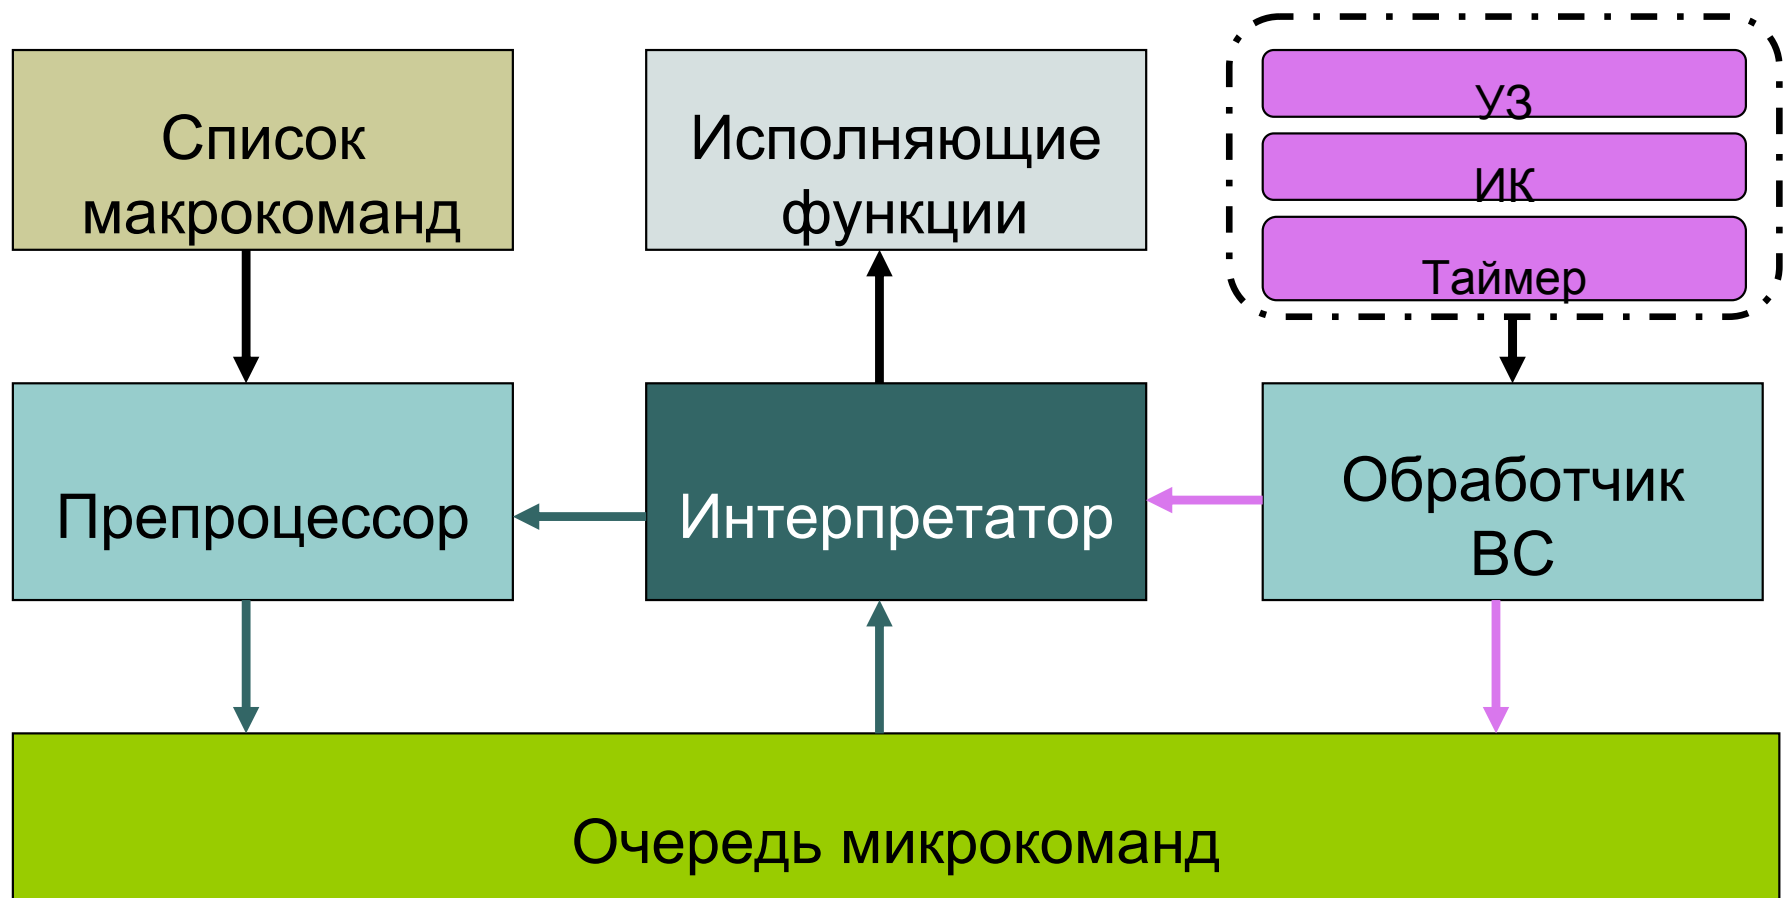 Список
макрокоманд
Исполняющие
функции
УЗ
ИК
Таймер
Препроцессор
Интерпретатор
Обработчик
ВС
Очередь микрокоманд